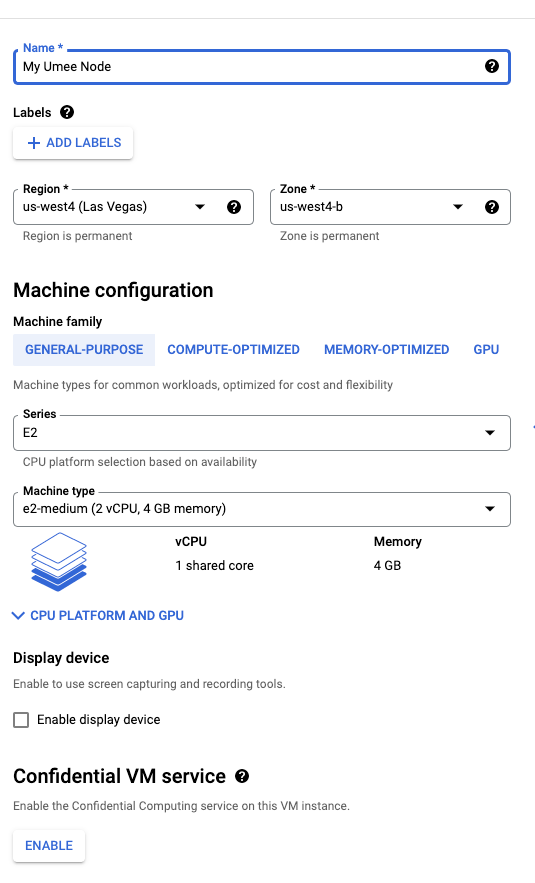 Name *
My Umee Node
Labels
ADD LABELS
Region * Zone *
us-west4 (Las Vegas) us-west4-b
Region is permanent Zone is permanent
Machine configuration
Machine family
GENERAL-PURPOSE COMPUTE-OPTIMIZED MEMORY-OPTIMIZED GPU
Machine types for common workloads, optimized for cost and flexibility
Series
E2
CPU platform selection based on availability
Machine type
e2-medium (2 vCPU, 4 GB memory)
vCPU Memory
1 shared core 4 GB
CPU PLATFORM AND GPU
Display device
Enable to use screen capturing and recording tools.
Enable display device
Confidential VM service
Enable the Confidential Computing service on this VM instance.
ENABLE